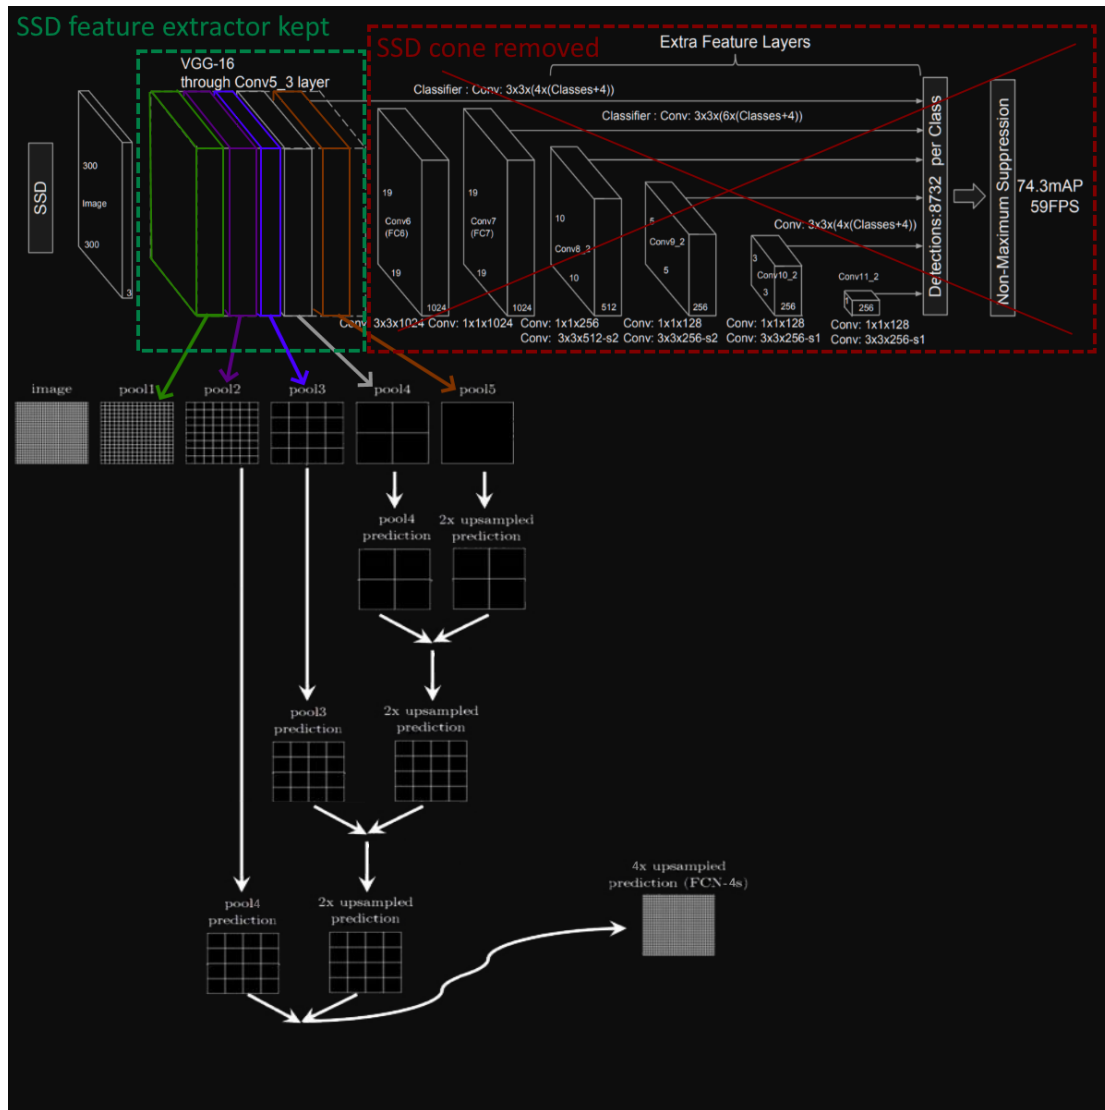 SSD feature extractor kept
SSD cone removed
Extra Feature Layers
VGG-16
through Conv5_3 layer
Classifier : Conv: 3x3x(4x(Classes+4))
Classifier : Conv: 3x3x(6x(Classes+4))
SSD
300
Image
300
3
19
Conv6
(FC6)
19
1024
19
Conv7
(FC7)
19
1024
10
Conv8_2
10
512
5
Conv9_2
5
256
Conv: 3x3x(4x(Classes+4))
3
Conv10_2
3
256
Conv11_2
1
256
Detections:8732 per Class
Non-Maximum Suppression
74.3mAP
59FPS
Conv: 3x3x1024
Conv: 1x1x1024
Conv: 1x1x256
Conv: 3x3x512-s2
Conv: 1x1x128
Conv: 3x3x256-s2
Conv: 1x1x128
Conv: 3x3x256-s1
Conv: 1x1x128
Conv: 3x3x256-s1
image
pool1
pool2
pool3
pool4
pool5
pool4
prediction
2x upsampled
prediction
pool3
prediction
2x upsampled
prediction
pool4
prediction
2x upsampled
prediction
4x upsampled
prediction (FCN-4s)